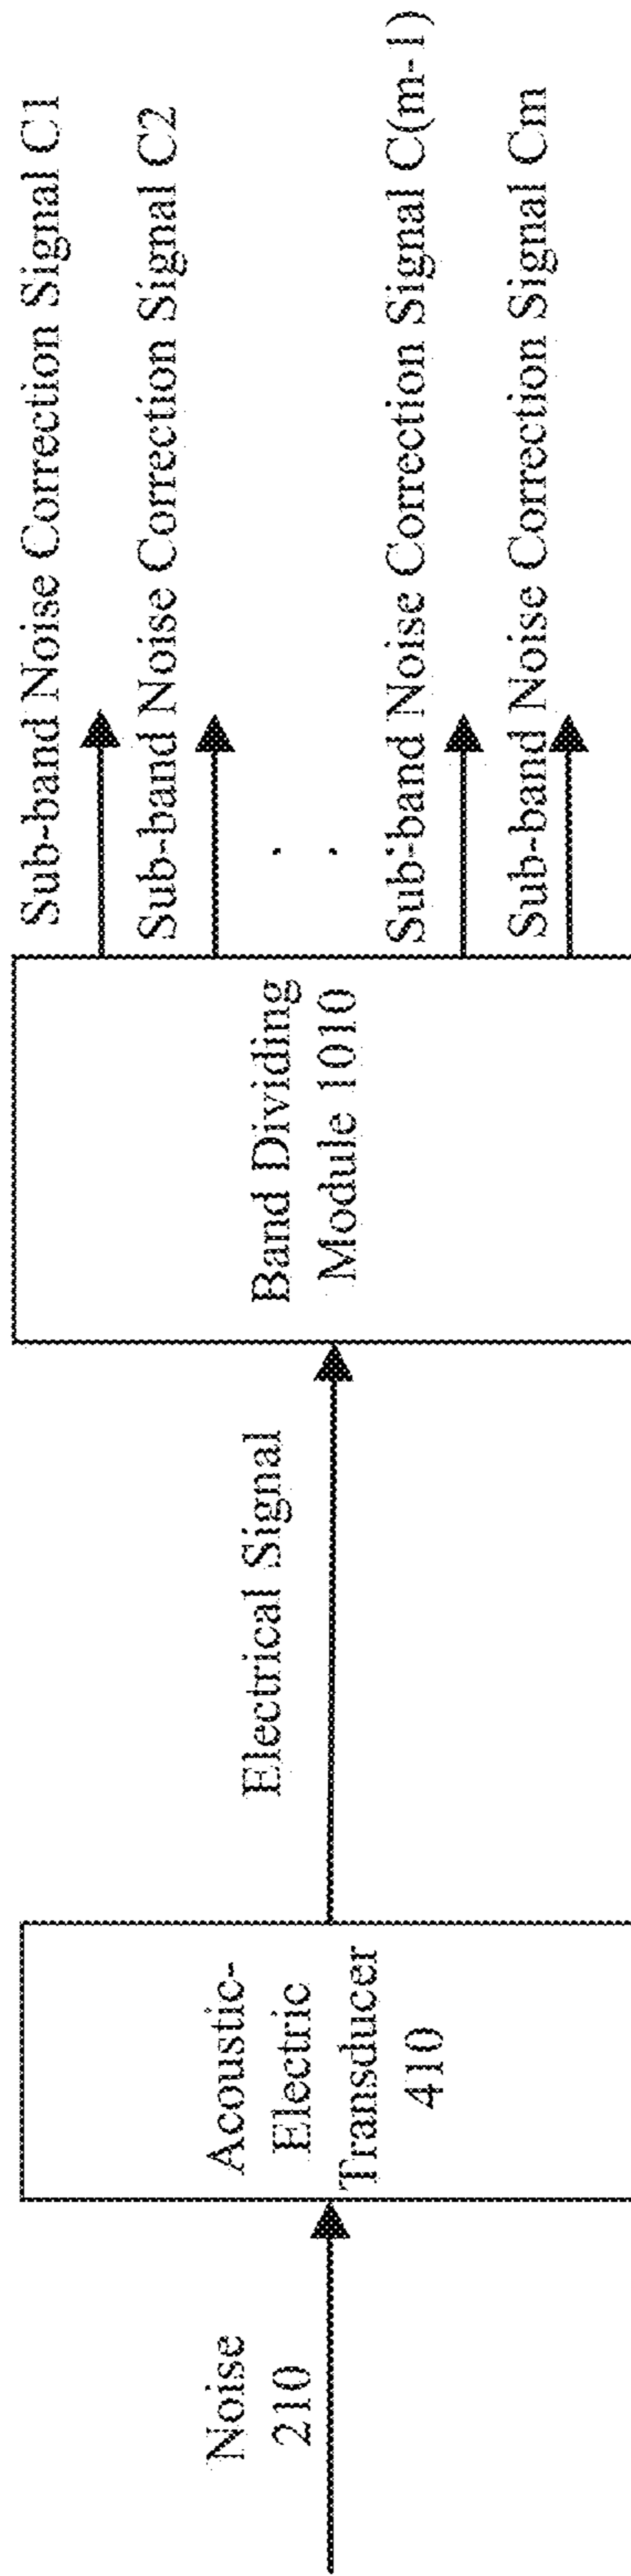 Noise
210
Acoustic-
Electric
Transducer
410
Electrical Signal
Band Dividing
Module 1010
Sub-band Noise Correction Signal C1
Sub-band Noise Correction Signal C2
Sub-band Noise Correction Signal C(m-1)
Sub-band Noise Correction Signal Cm